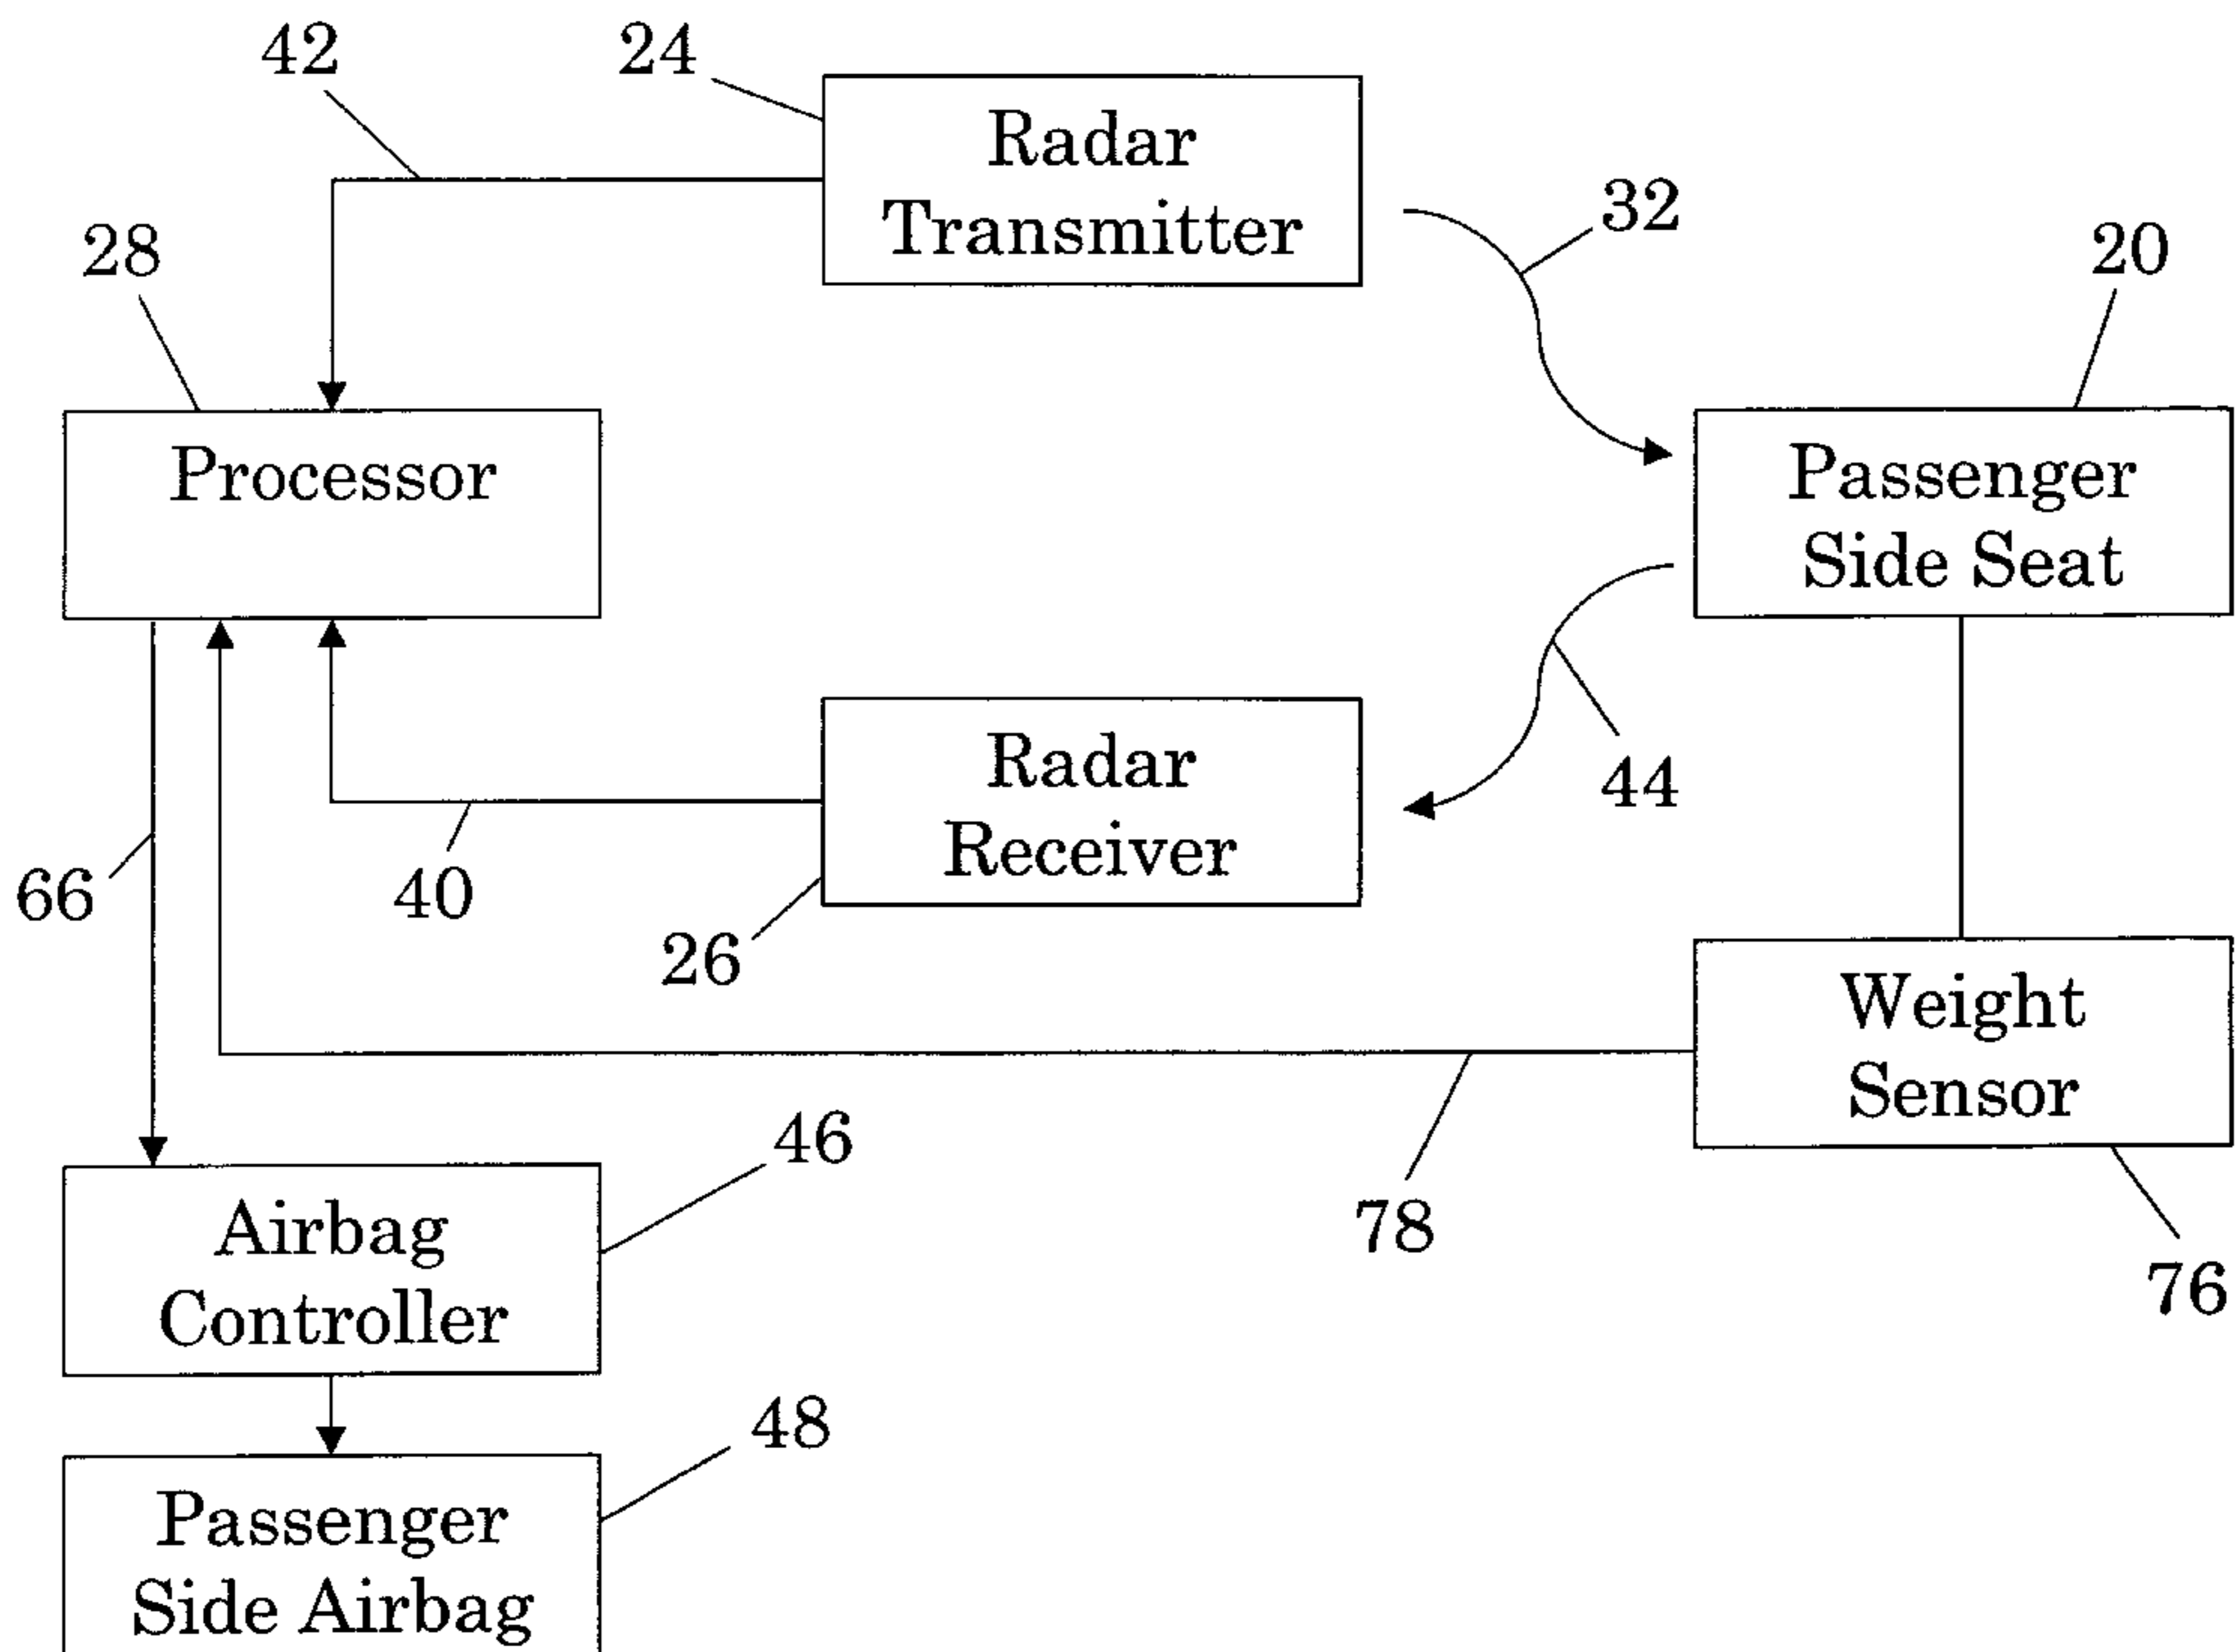 42
24
Radar
Transmitter
32
28
20
Processor
Passenger
Side Seat
Radar
Receiver
44
66
40
26
Weight
Sensor
46
78
76
Airbag
Controller
48
Passenger
Side Airbag